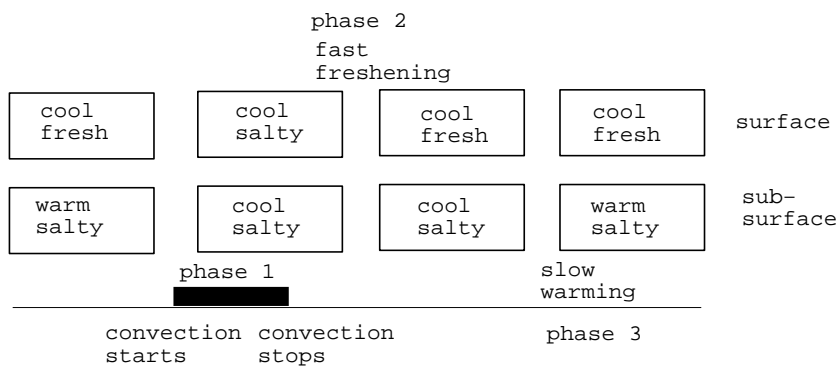 phase 2
fast
freshening
cool
fresh
cool
salty
cool
fresh
cool
fresh
surface
warm
salty
cool
salty
cool
salty
warm
salty
sub-
surface
phase 1
slow
warming
convection
starts
convection
stops
phase 3